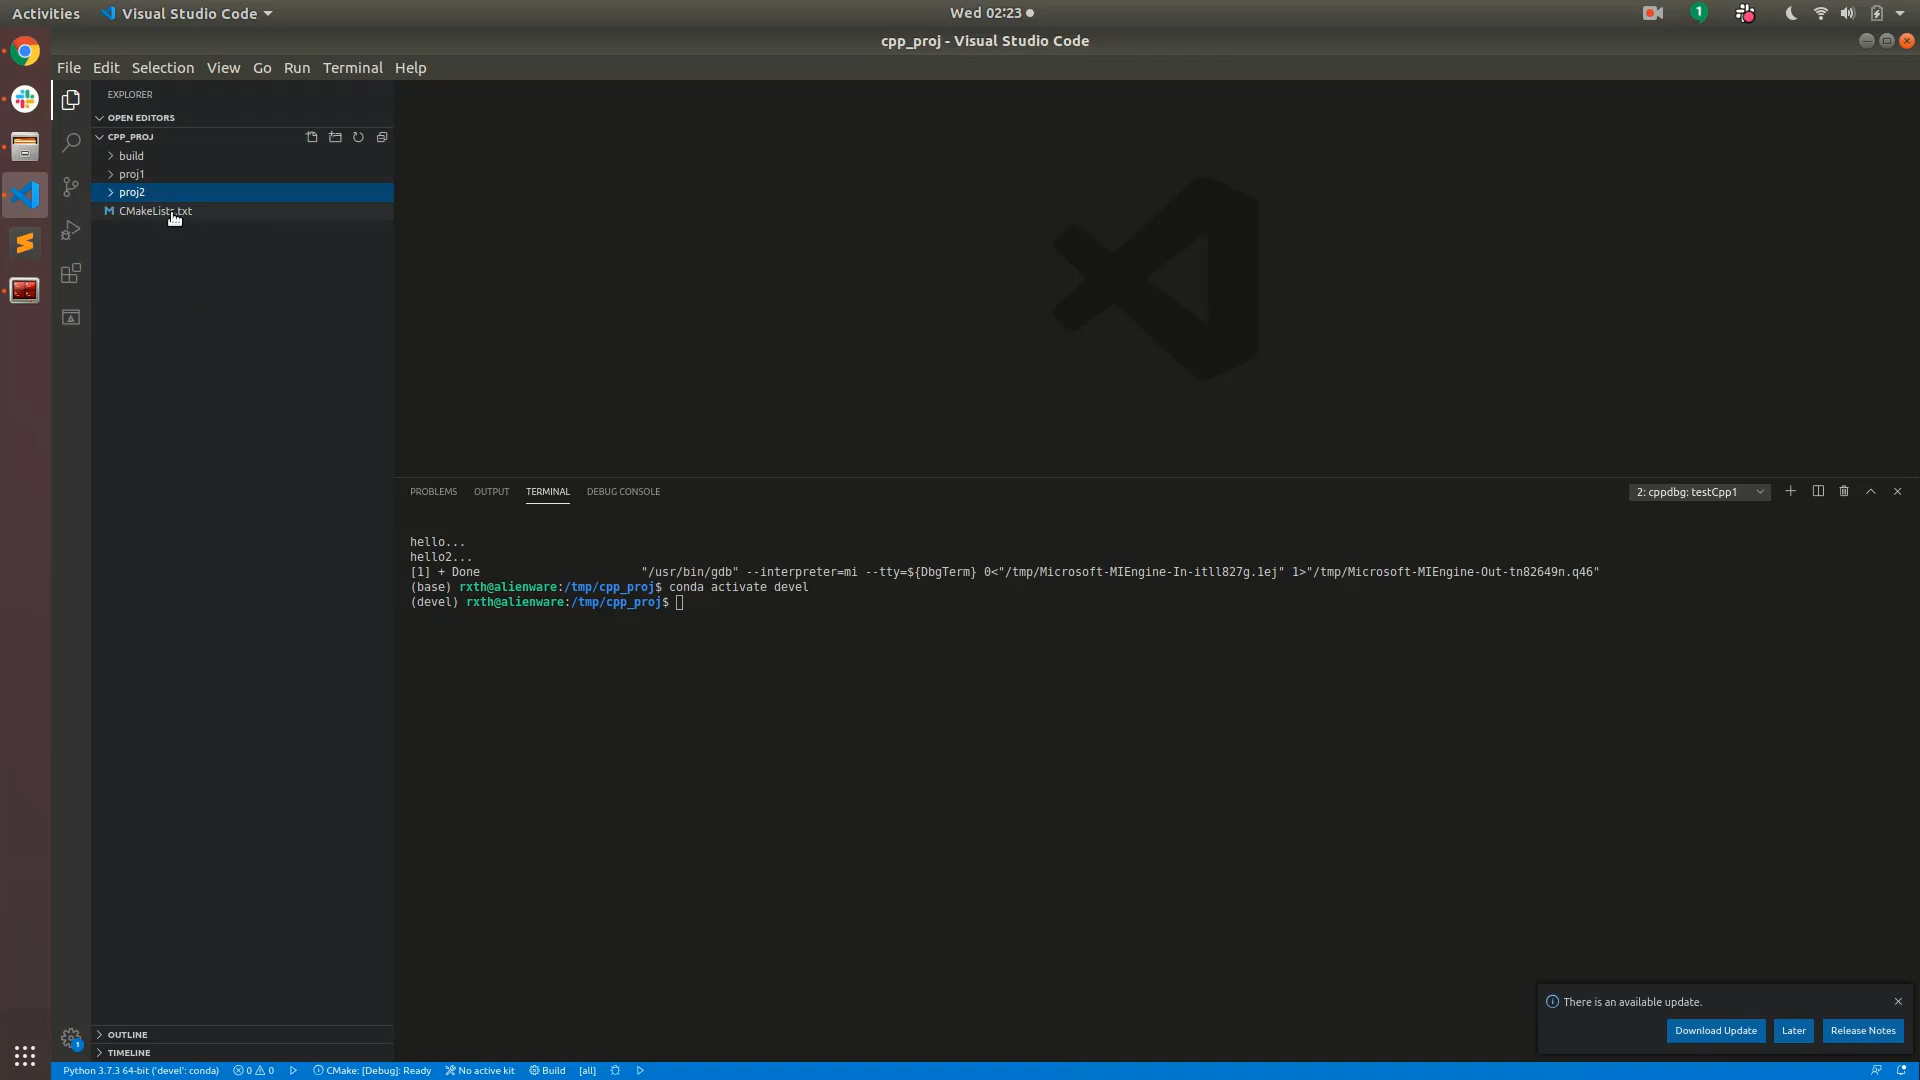 Activities
Visual Studio Code
Wed 02:23
1
cpp_proj - Visual Studio Code
File Edit Selection View Go Run Terminal Help
EXPLORER
OPEN EDITORS
CPP_PROJ
build
proj1
proj2
M CMakeLists.txt
OUTLINE
TIMELINE
PROBLEMS OUTPUT TERMINAL DEBUG CONSOLE
2: cppdbg: testCpp1
hello...
hello2...
[1] + Done "/usr/bin/gdb" --interpreter=mi --tty=${DbgTerm} 0<"/tmp/Microsoft-MIEngine-In-itll827g.1ej" 1>"/tmp/Microsoft-MIEngine-Out-tn82649n.q46"
(base) rxth@alienware:/tmp/cpp_proj$ conda activate devel
(devel) rxth@alienware:/tmp/cpp_proj$
There is an available update.
Download Update Later Release Notes
1
Python 3.7.3 64-bit ('devel': conda) 0 0 CMake: [Debug]: Ready No active kit Build [all]